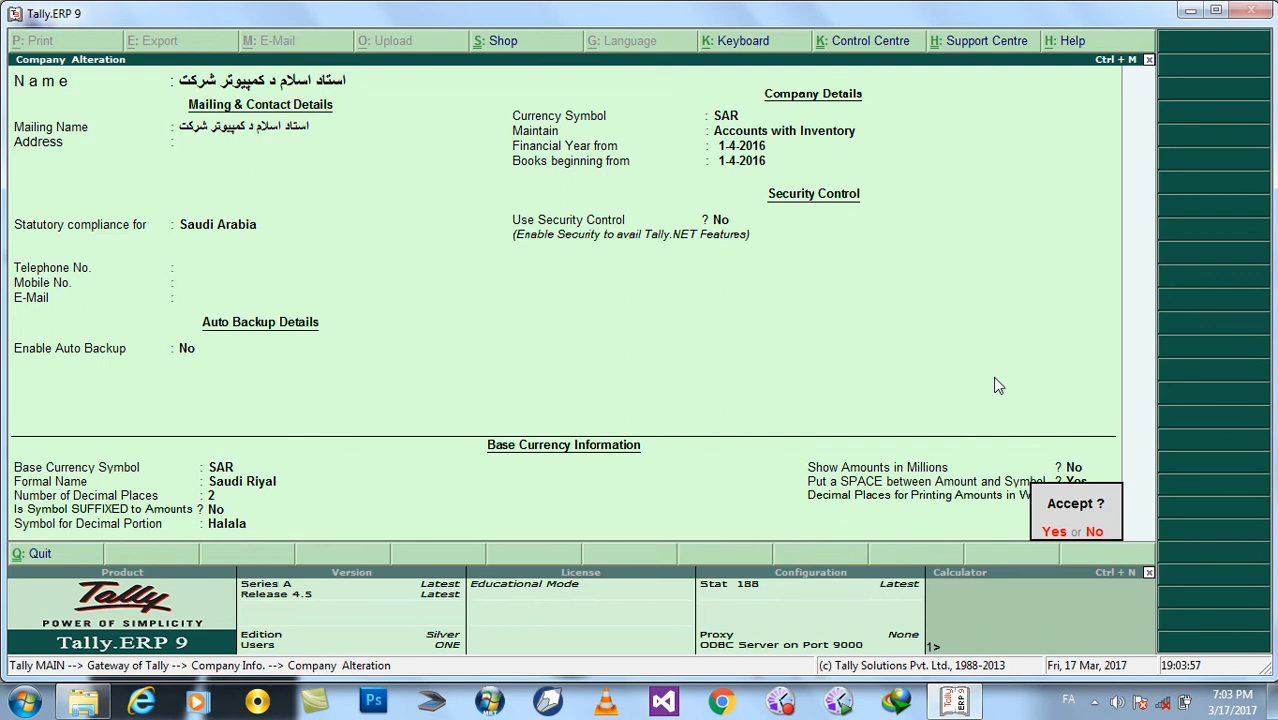 Tally.ERP 9
P: Print E: Export M: E-Mail O: Upload S: Shop G: Language K: Keyboard K: Control Centre H: Support Centre H: Help
Company Alteration Ctrl + M
Name : استاد اسلام د کمپیوتر شرکت
Mailing & Contact Details
Mailing Name : استاد اسلام د کمپیوتر شرکت
Address :
Statutory compliance for : Saudi Arabia
Telephone No. :
Mobile No. :
E-Mail :
Auto Backup Details
Enable Auto Backup : No
Company Details
Currency Symbol : SAR
Maintain : Accounts with Inventory
Financial Year from : 1-4-2016
Books beginning from : 1-4-2016
Security Control
Use Security Control ? No
(Enable Security to avail Tally.NET Features)
Base Currency Information
Base Currency Symbol : SAR
Formal Name : Saudi Riyal
Number of Decimal Places : 2
Is Symbol SUFFIXED to Amounts ? No
Symbol for Decimal Portion : Halala
Show Amounts in Millions ? No
Put a SPACE between Amount and Symbol ? Yes
Decimal Places for Printing Amounts in W
Accept ?
Yes or No
Q: Quit
Product
Tally
POWER OF SIMPLICITY
Tally.ERP 9
Version
Series A Latest
Release 4.5 Latest
Edition Silver
Users ONE
License
Educational Mode
Configuration
Stat 188 Latest
Proxy None
ODBC Server on Port 9000
Calculator Ctrl + N
1>
Tally MAIN --> Gateway of Tally --> Company Info. --> Company Alteration (c) Tally Solutions Pvt. Ltd., 1988-2013 Fri, 17 Mar, 2017 19:03:57
Ps
FA
7:03 PM
3/17/2017